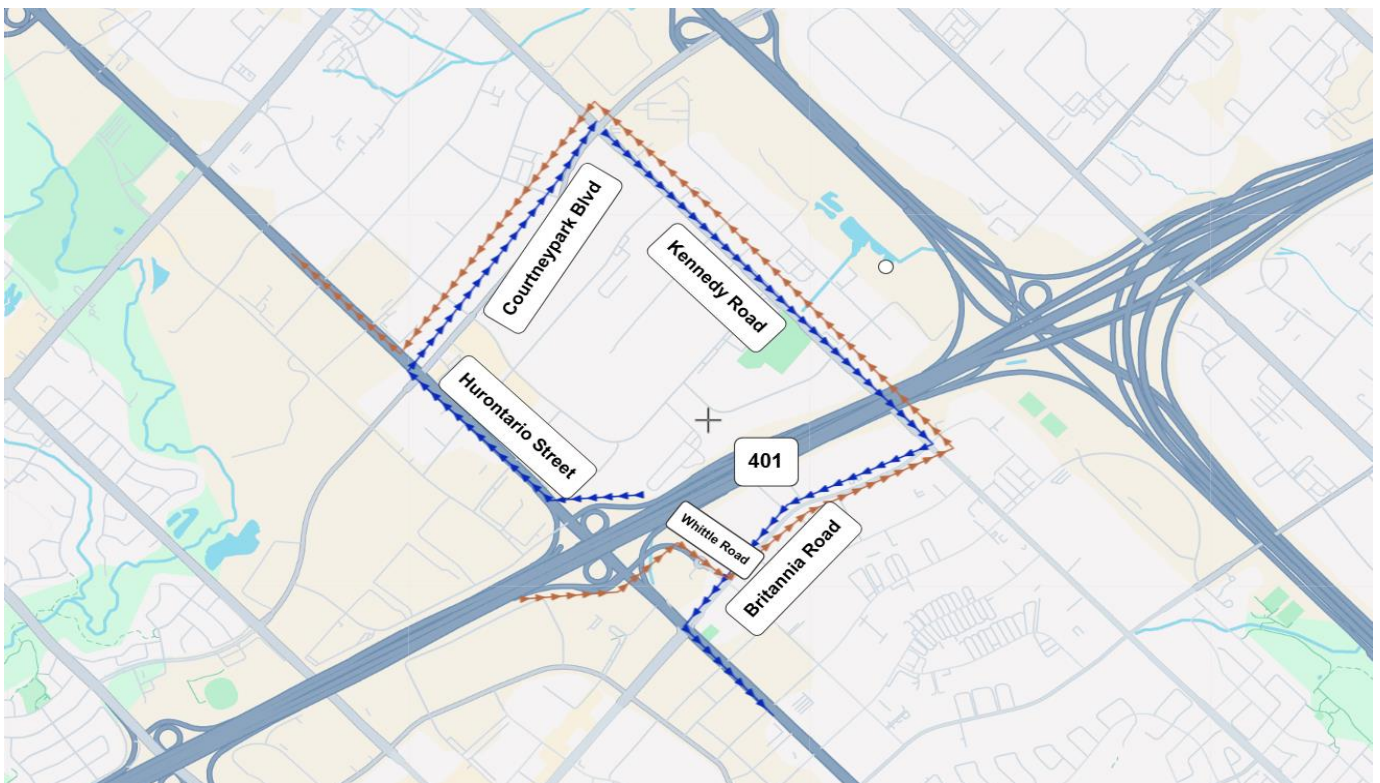 Courtneypark Blvd
Kennedy Road
Hurontario Street
401
Whittle Road
Britannia Road